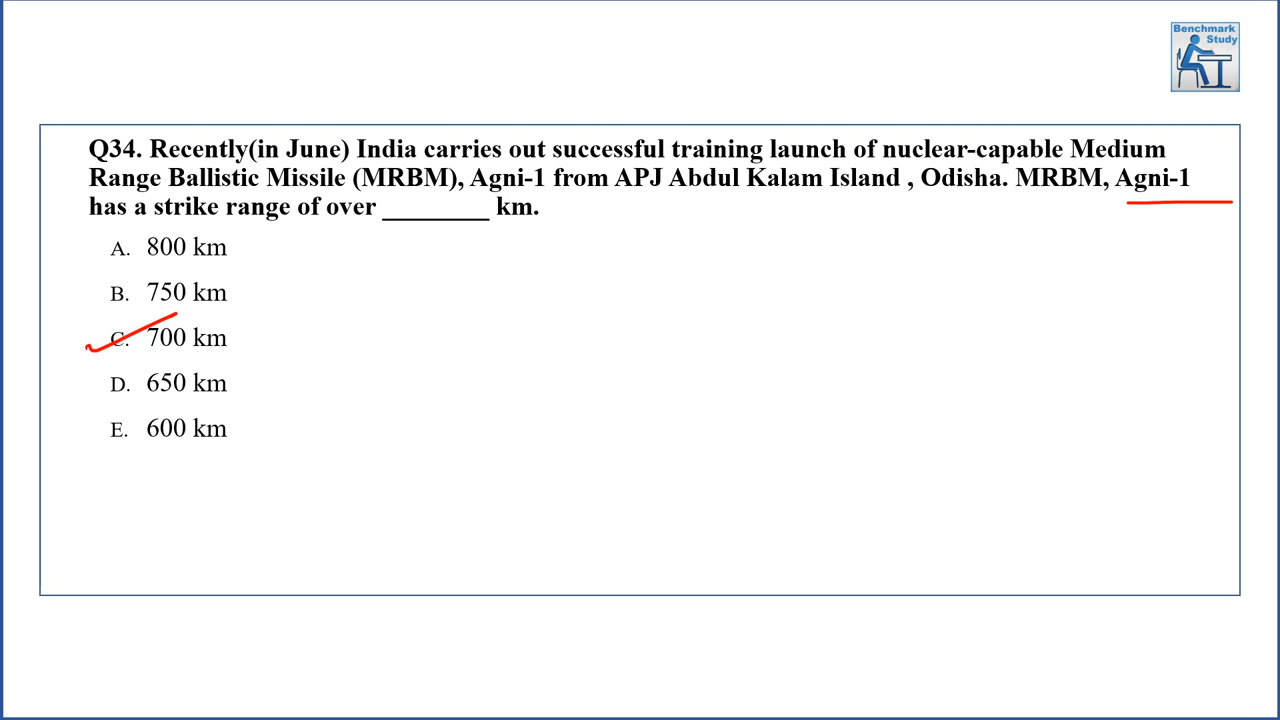 Benchmark
Study
Q34. Recently(in June) India carries out successful training launch of nuclear-capable Medium
Range Ballistic Missile (MRBM), Agni-1 from APJ Abdul Kalam Island , Odisha. MRBM, Agni-1
has a strike range of over ________ km.
A. 800 km
B. 750 km
C. 700 km
D. 650 km
E. 600 km